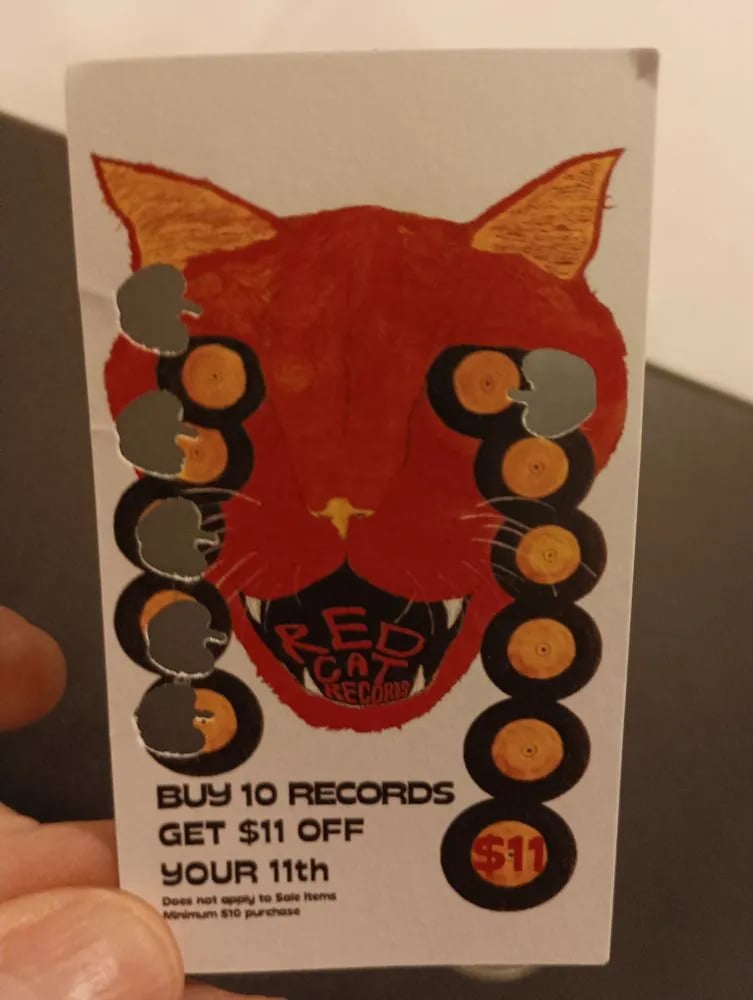 RED
CAT
RECORDS
BUY 10 RECORDS
GET $11 OFF
YOUR 11th
Does not apply to Sale Items
Minimum $10 purchase
$11